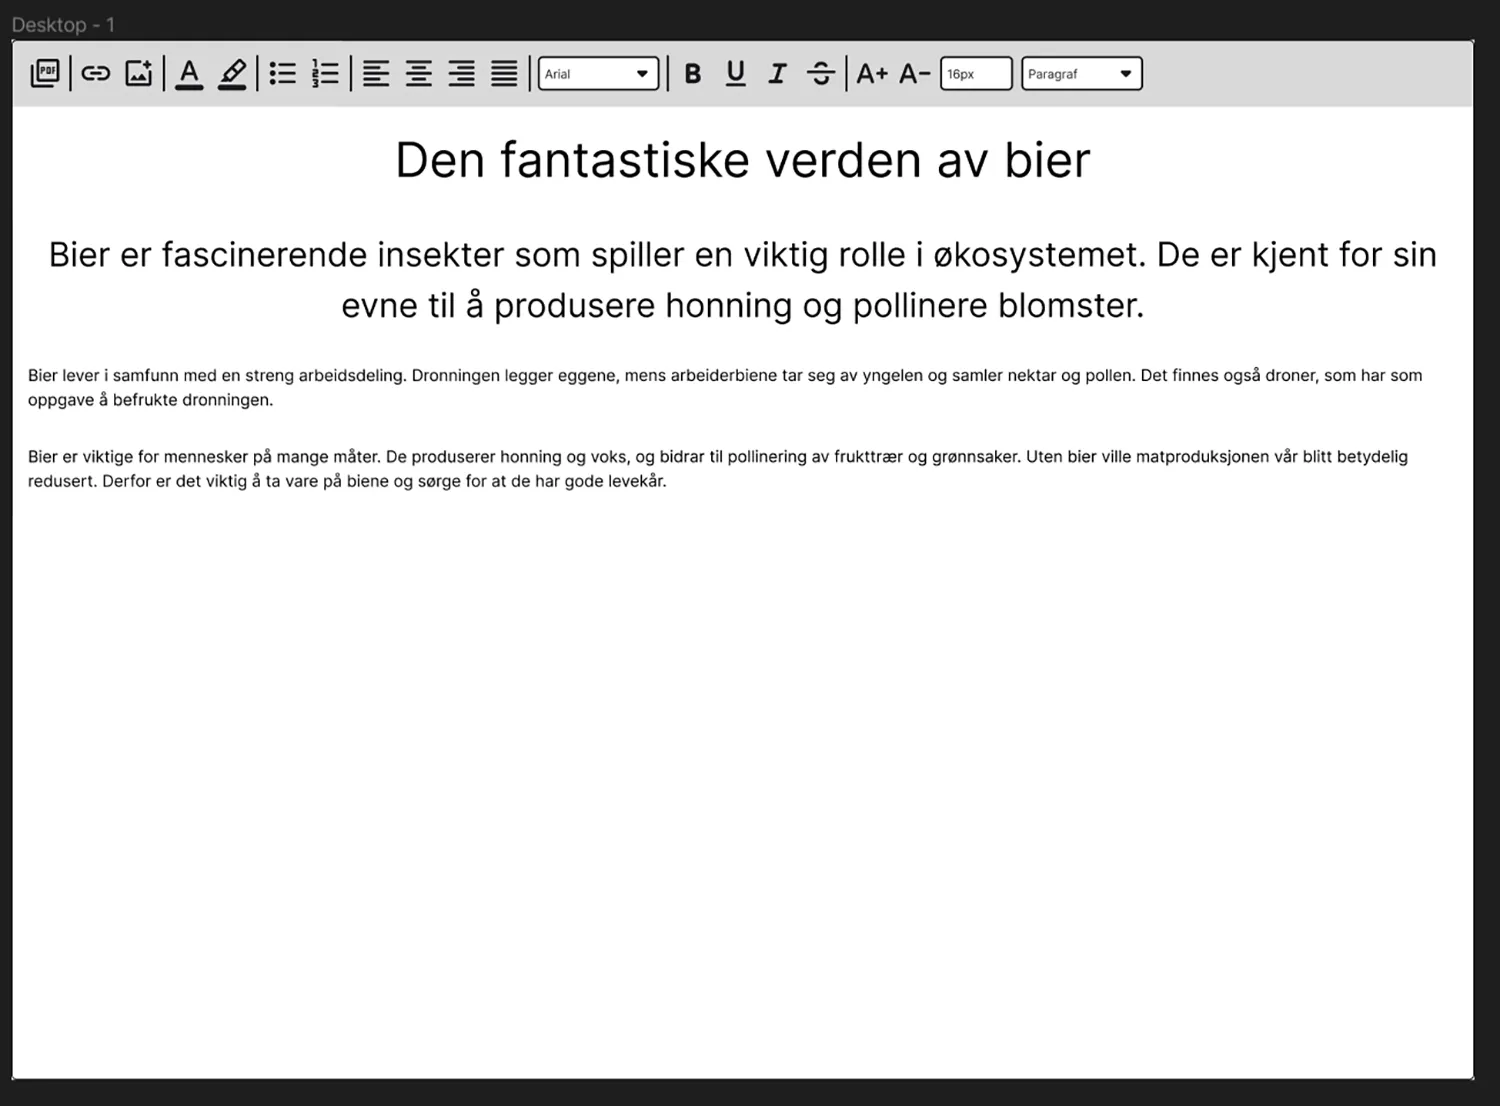 Desktop - 1
PDF
A
1
2
3
Arial
B U I S A+ A- 16px Paragraf
Den fantastiske verden av bier
Bier er fascinerende insekter som spiller en viktig rolle i økosystemet. De er kjent for sin
evne til å produsere honning og pollinere blomster.
Bier lever i samfunn med en streng arbeidsdeling. Dronningen legger eggene, mens arbeiderbiene tar seg av yngelen og samler nektar og pollen. Det finnes også droner, som har som
oppgave å befrukte dronningen.
Bier er viktige for mennesker på mange måter. De produserer honning og voks, og bidrar til pollinering av frukttrær og grønnsaker. Uten bier ville matproduksjonen vår blitt betydelig
redusert. Derfor er det viktig å ta vare på biene og sørge for at de har gode levekår.